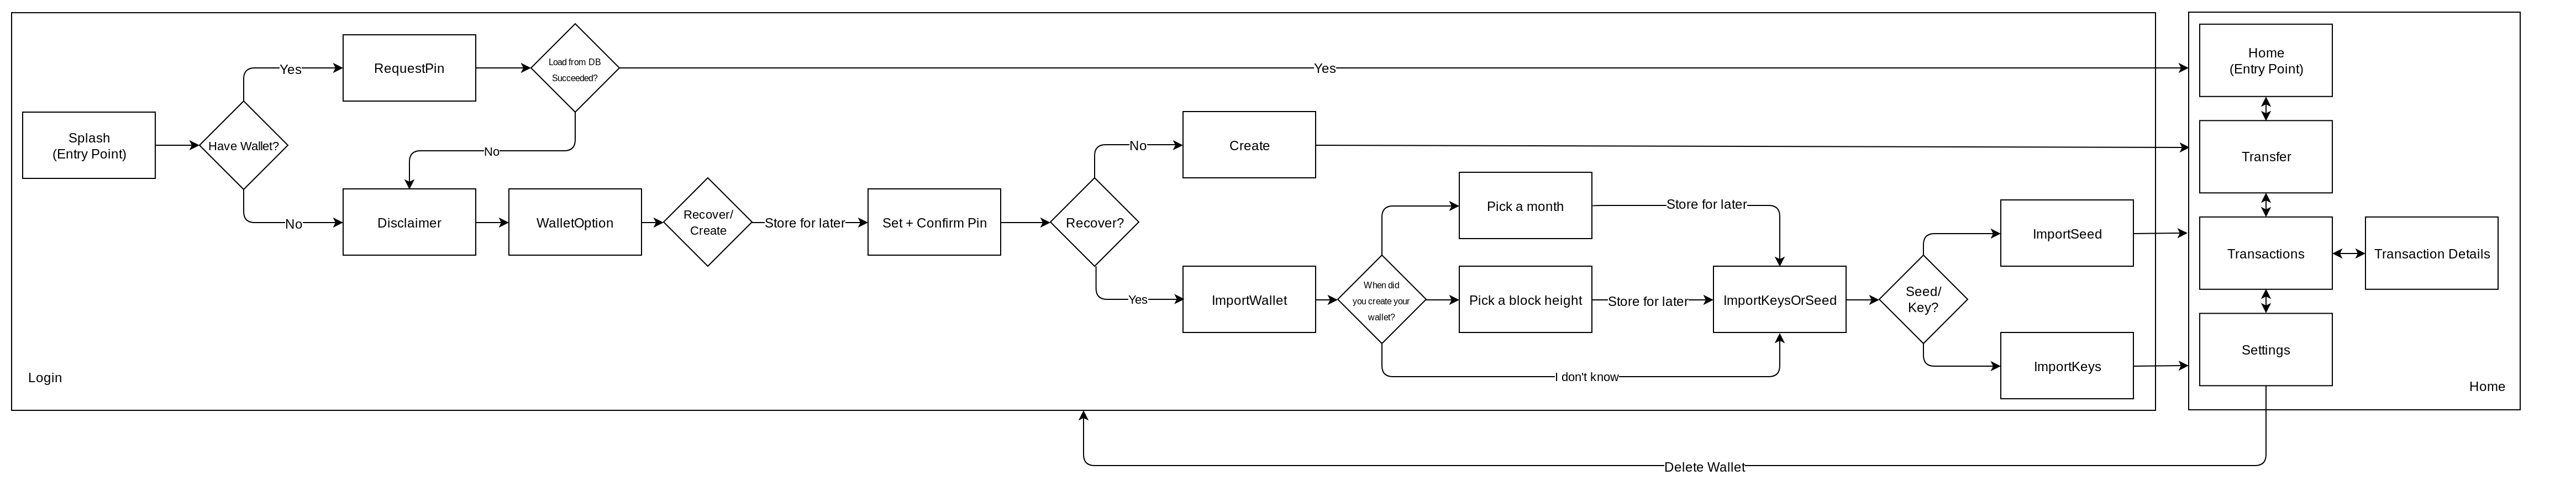 Splash
(Entry Point)
Have Wallet?
Yes
RequestPin
Load from DB
Succeeded?
Yes
No
No
Disclaimer
WalletOption
Recover/
Create
Store for later
Set + Confirm Pin
Recover?
No
Create
Yes
ImportWallet
When did
you create your
wallet?
Pick a month
Store for later
Pick a block height
Store for later
I don't know
ImportKeysOrSeed
Seed/
Key?
ImportSeed
ImportKeys
Login
Home
(Entry Point)
Transfer
Transactions
Transaction Details
Settings
Home
Delete Wallet